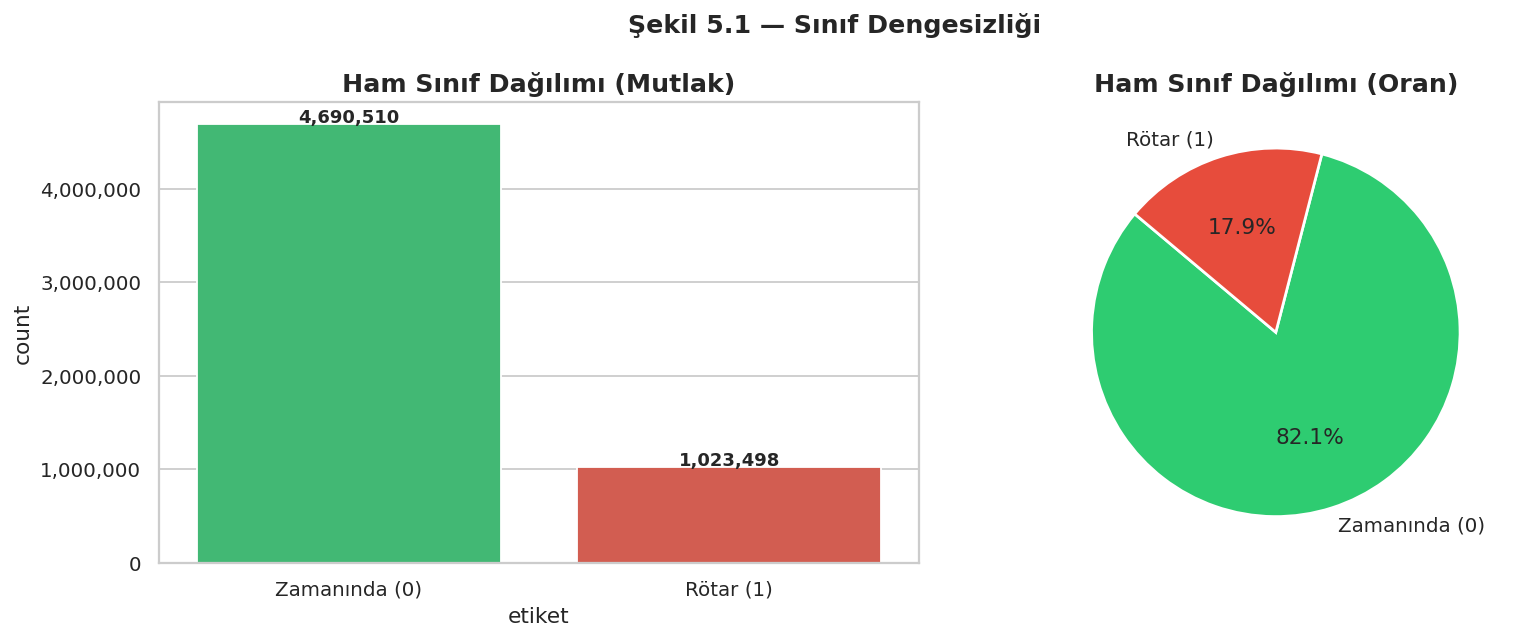 Şekil 5.1 — Sınıf Dengesizliği
Ham Sınıf Dağılımı (Mutlak)
4,690,510
4,000,000
3,000,000
2,000,000
1,000,000
0
count
1,023,498
Zamanında (0)
Rötar (1)
etiket
Ham Sınıf Dağılımı (Oran)
Rötar (1)
17.9%
82.1%
Zamanında (0)